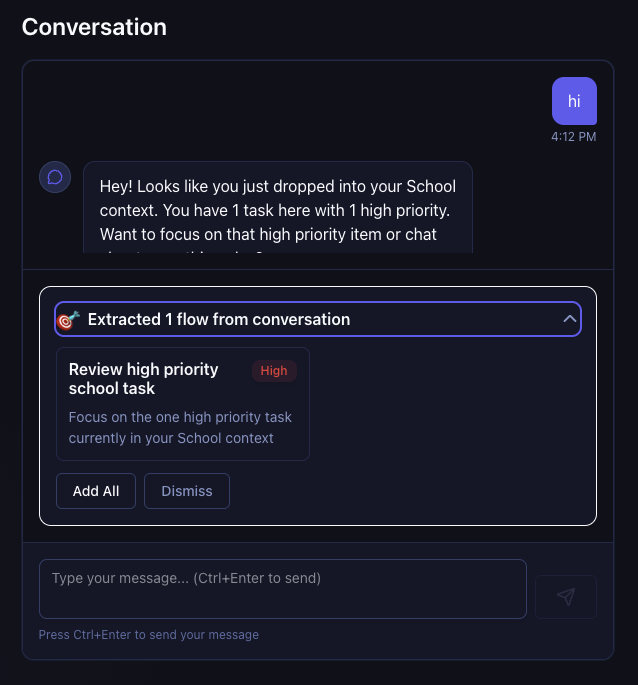 Conversation
hi
4:12 PM
Hey! Looks like you just dropped into your School
context. You have 1 task here with 1 high priority.
Want to focus on that high priority item or chat
Extracted 1 flow from conversation
Review high priority
school task
High
Focus on the one high priority task
currently in your School context
Add All
Dismiss
Type your message... (Ctrl+Enter to send)
Press Ctrl+Enter to send your message